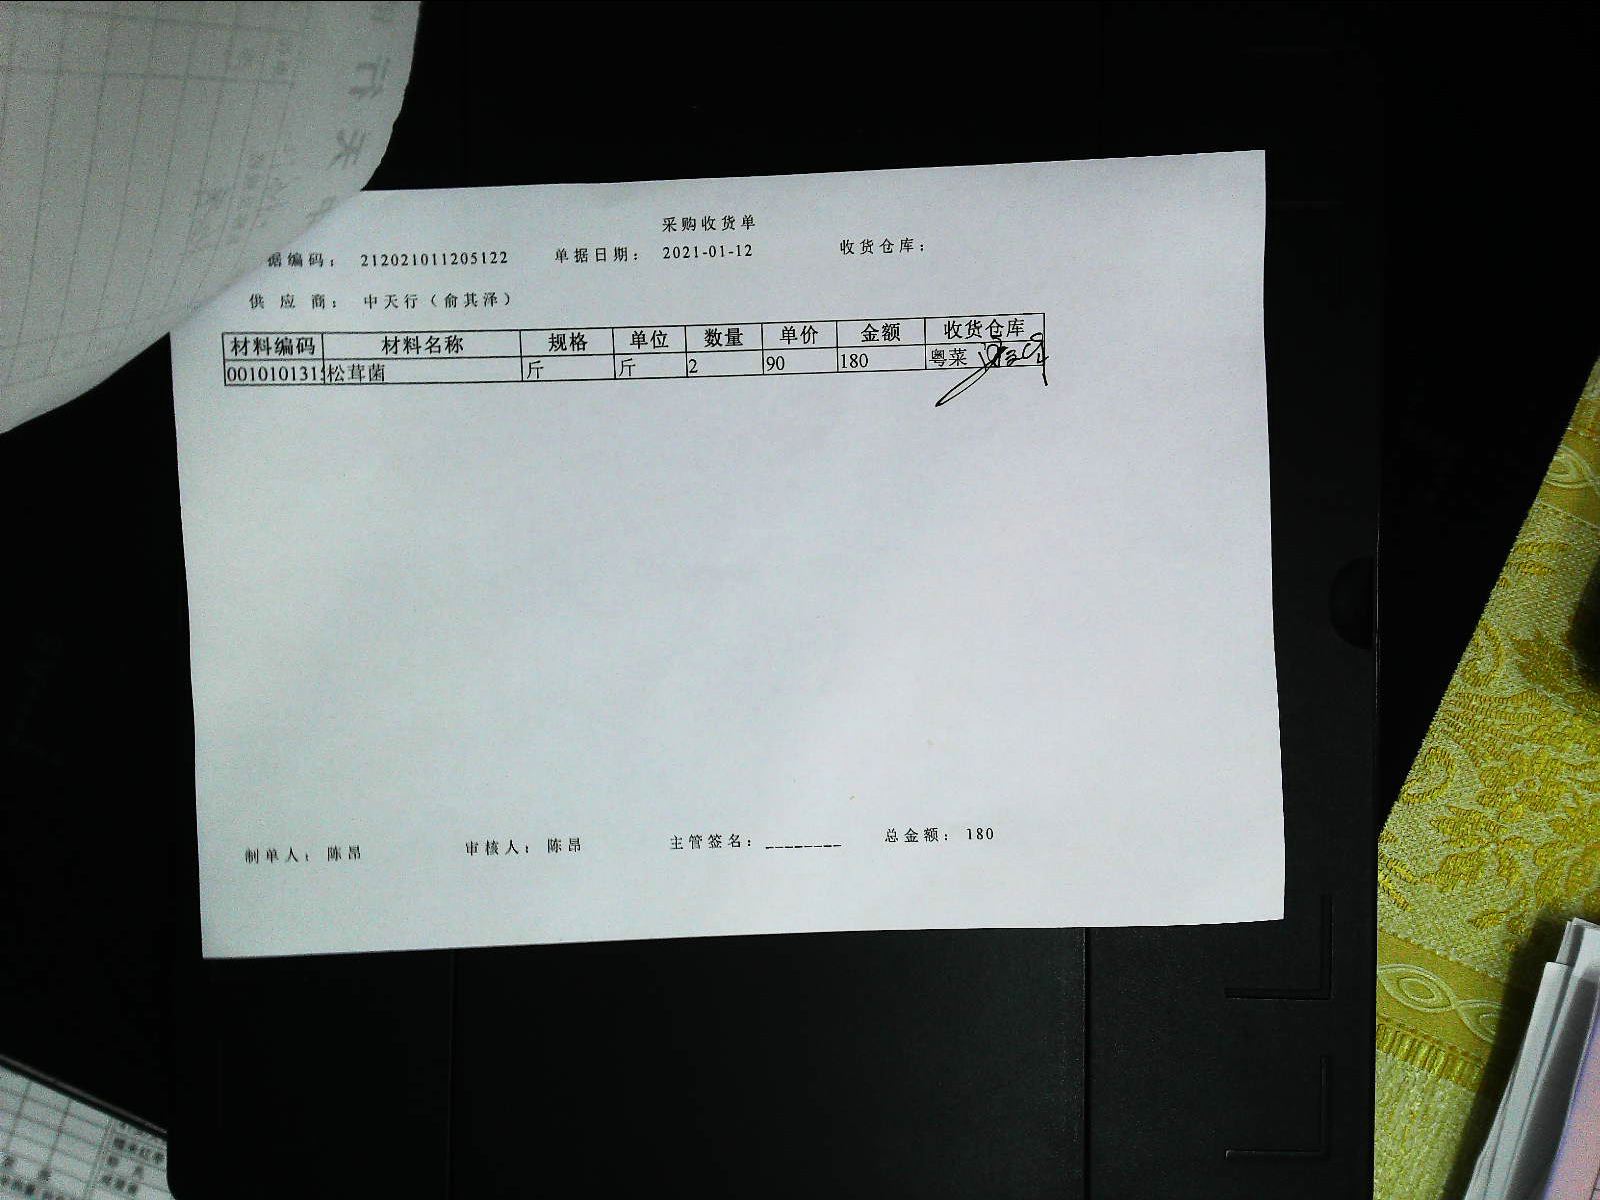 采购收货单
据编码： 212021011205122 单据日期： 2021-01-12 收货仓库：
供 应 商： 中天行（俞其泽）
材料编码 材料名称 规格 单位 数量 单价 金额 收货仓库
001010131 松茸菌 斤 斤 2 90 180 粤菜
制单人： 陈昂 审核人： 陈昂 主管签名：________ 总金额： 180